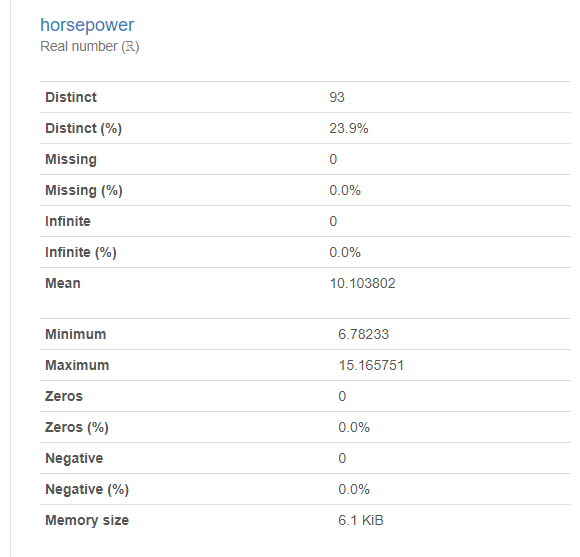 horsepower
Real number (ℝ)
Distinct 93
Distinct (%) 23.9%
Missing 0
Missing (%) 0.0%
Infinite 0
Infinite (%) 0.0%
Mean 10.103802
Minimum 6.78233
Maximum 15.165751
Zeros 0
Zeros (%) 0.0%
Negative 0
Negative (%) 0.0%
Memory size 6.1 KiB